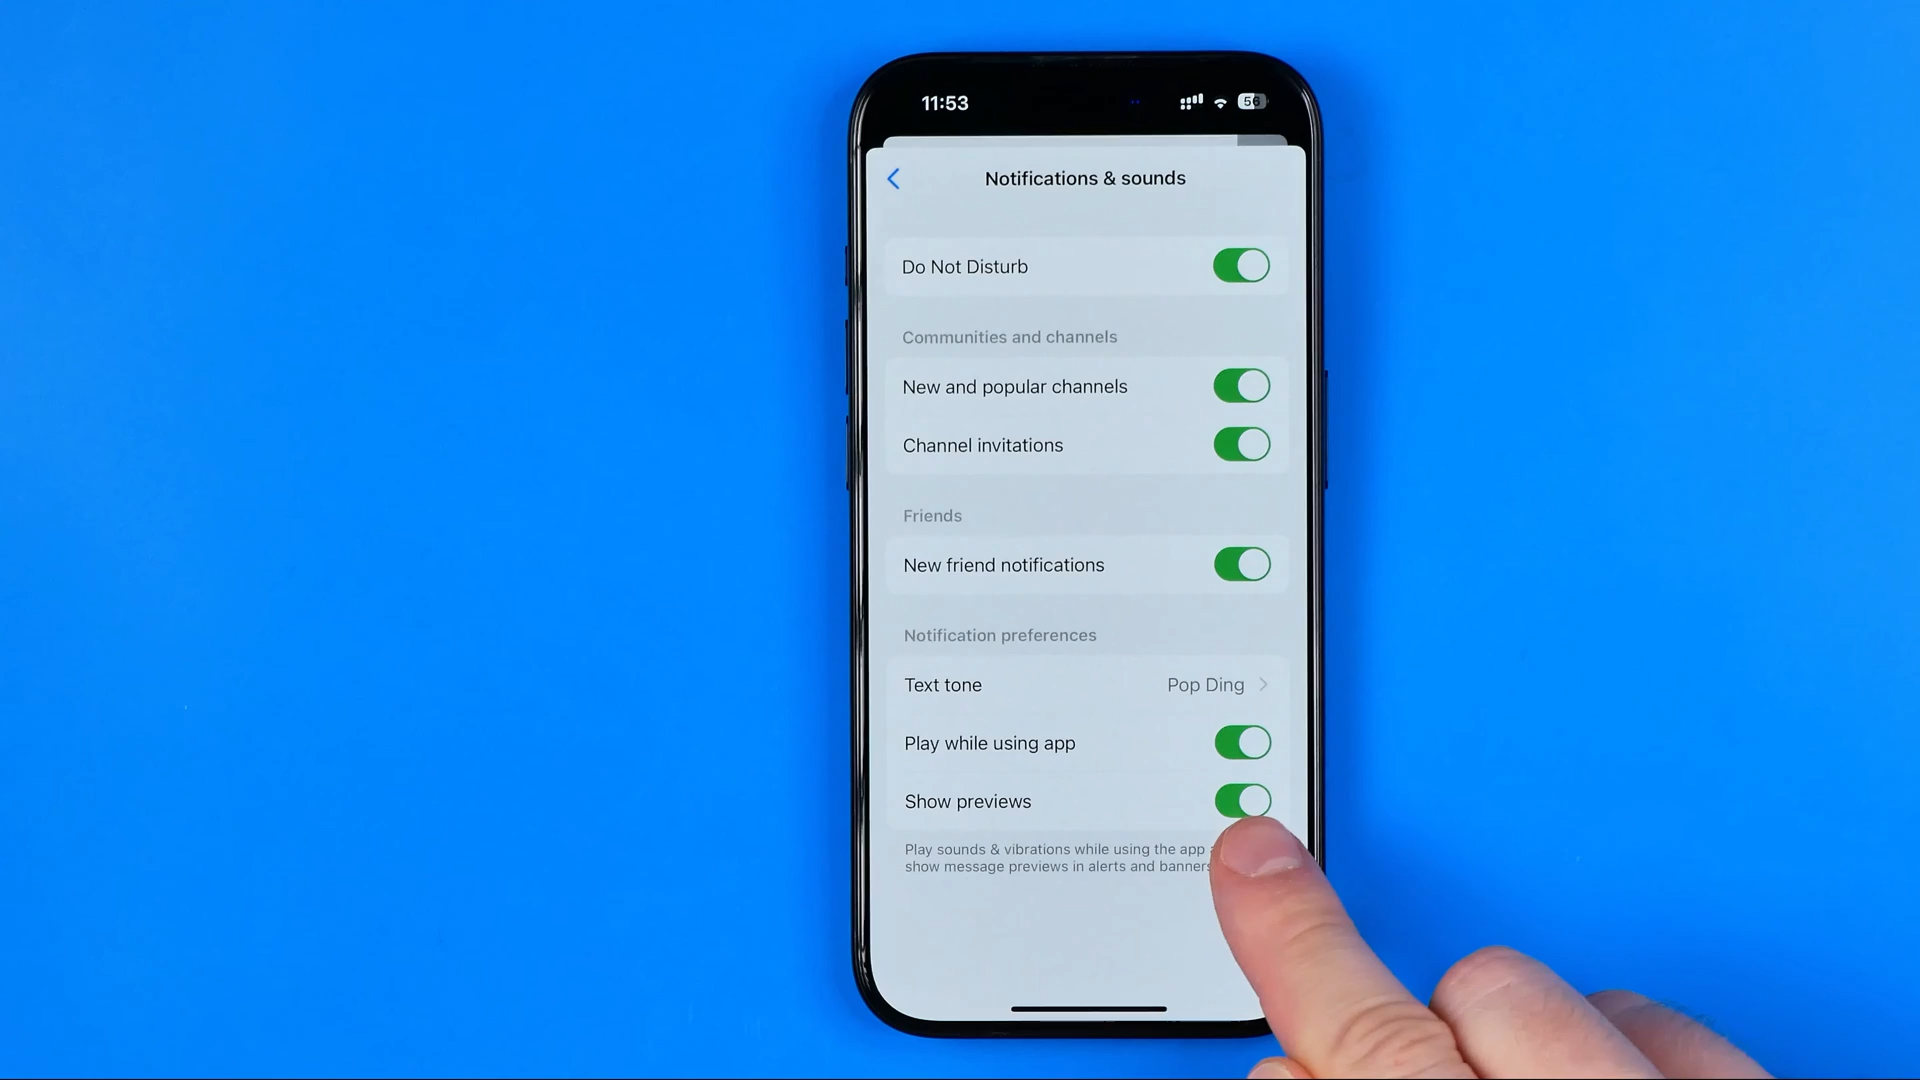 11:53
56
Notifications & sounds
Do Not Disturb
Communities and channels
New and popular channels
Channel invitations
Friends
New friend notifications
Notification preferences
Text tone Pop Ding
Play while using app
Show previews
Play sounds & vibrations while using the app
show message previews in alerts and banners